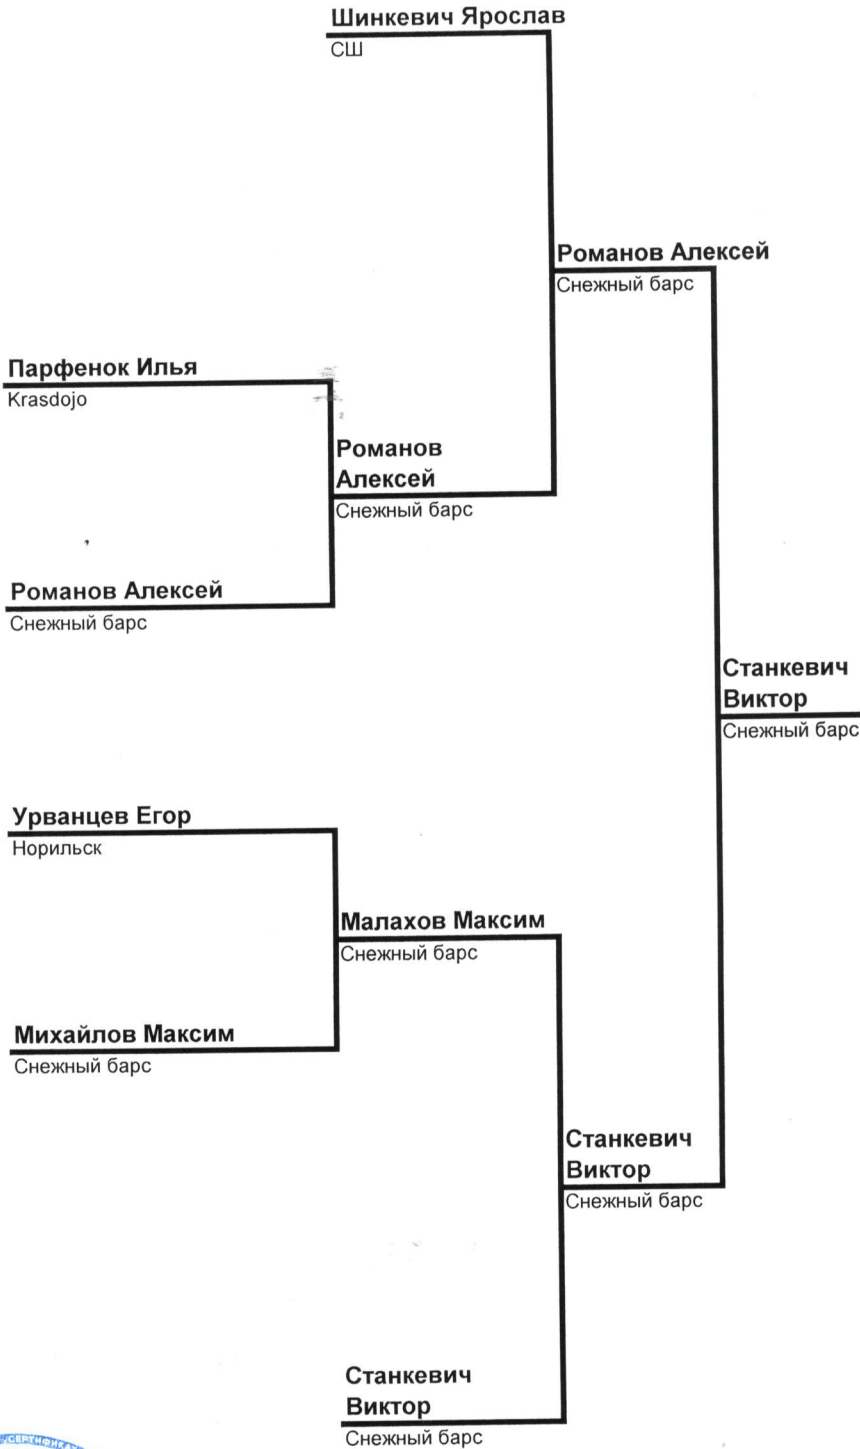 Шинкевич Ярослав
СШ
Романов Алексей
Снежный барс
Парфенок Илья
Krasdojo
Романов
Алексей
Снежный барс
Романов Алексей
Снежный барс
Станкевич
Виктор
Снежный барс
Урванцев Егор
Норильск
Малахов Максим
Снежный барс
Михайлов Максим
Снежный барс
Станкевич
Виктор
Снежный барс
Станкевич
Виктор
Снежный барс